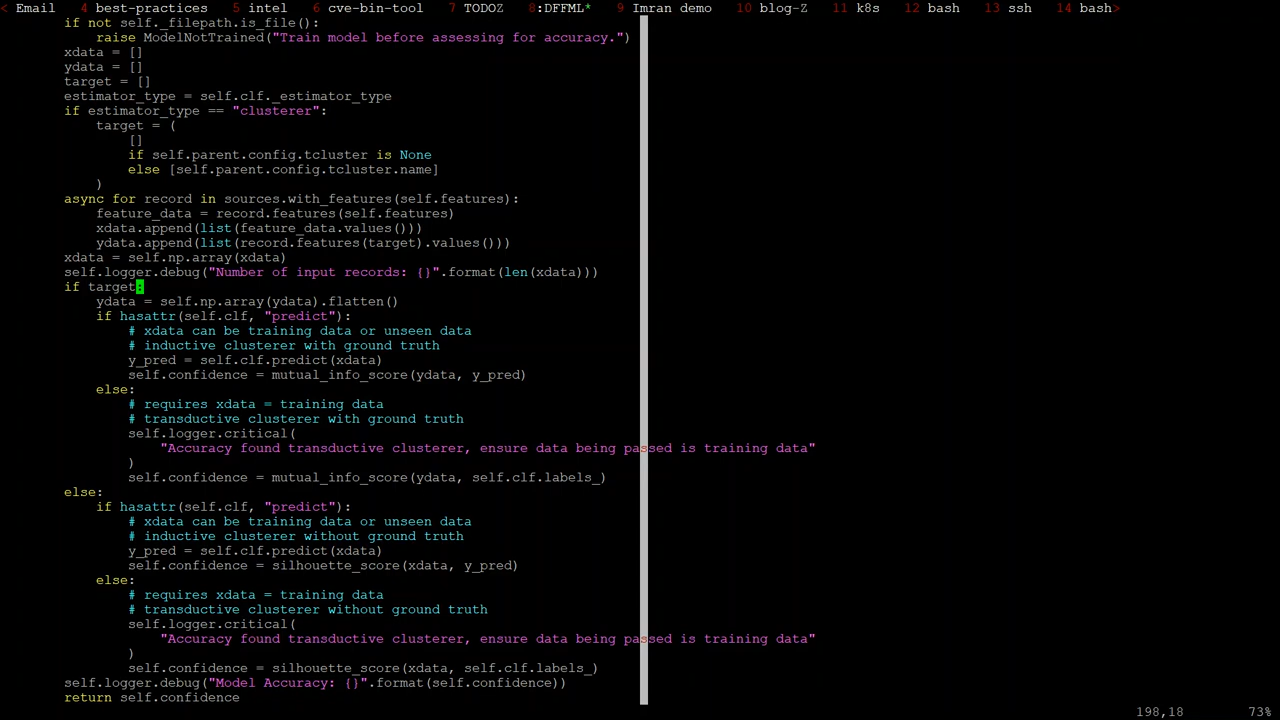 < Email   4 best-practices   5 intel   6 cve-bin-tool   7 TODOZ   8:DFFML*   9 Imran demo   10 blog-Z   11 k8s   12 bash   13 ssh   14 bash>
if not self._filepath.is_file():
    raise ModelNotTrained("Train model before assessing for accuracy.")
xdata = []
ydata = []
target = []
estimator_type = self.clf._estimator_type
if estimator_type == "clusterer":
    target = (
        []
        if self.parent.config.tcluster is None
        else [self.parent.config.tcluster.name]
    )
async for record in sources.with_features(self.features):
    feature_data = record.features(self.features)
    xdata.append(list(feature_data.values()))
    ydata.append(list(record.features(target).values()))
xdata = self.np.array(xdata)
self.logger.debug("Number of input records: {}".format(len(xdata)))
if target:
    ydata = self.np.array(ydata).flatten()
    if hasattr(self.clf, "predict"):
        # xdata can be training data or unseen data
        # inductive clusterer with ground truth
        y_pred = self.clf.predict(xdata)
        self.confidence = mutual_info_score(ydata, y_pred)
    else:
        # requires xdata = training data
        # transductive clusterer with ground truth
        self.logger.critical(
            "Accuracy found transductive clusterer, ensure data being passed is training data"
        )
        self.confidence = mutual_info_score(ydata, self.clf.labels_)
else:
    if hasattr(self.clf, "predict"):
        # xdata can be training data or unseen data
        # inductive clusterer without ground truth
        y_pred = self.clf.predict(xdata)
        self.confidence = silhouette_score(xdata, y_pred)
    else:
        # requires xdata = training data
        # transductive clusterer without ground truth
        self.logger.critical(
            "Accuracy found transductive clusterer, ensure data being passed is training data"
        )
        self.confidence = silhouette_score(xdata, self.clf.labels_)
self.logger.debug("Model Accuracy: {}".format(self.confidence))
return self.confidence
198,18   73%